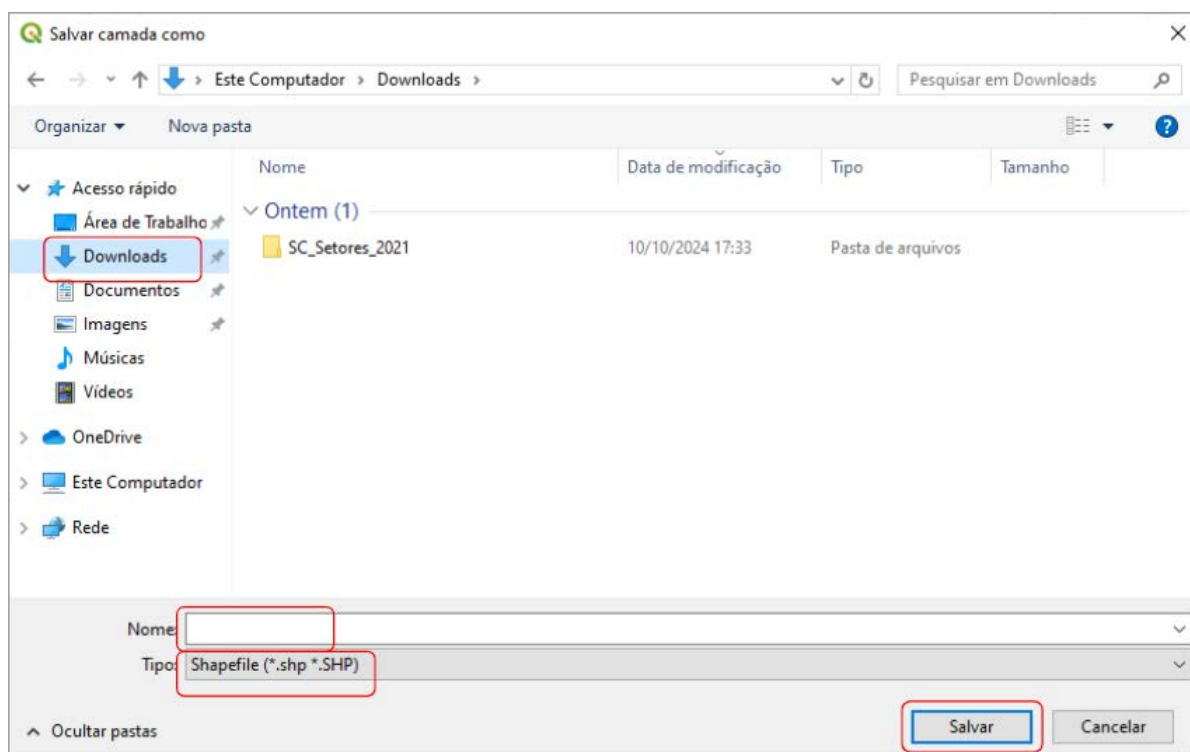 Salvar camada como
Este Computador > Downloads >
Pesquisar em Downloads
Organizar
Nova pasta
Nome
Data de modificação
Tipo
Tamanho
Acesso rápido
Área de Trabalho
Downloads
Documentos
Imagens
Músicas
Vídeos
OneDrive
Este Computador
Rede
Ontem (1)
SC_Setores_2021
10/10/2024 17:33
Pasta de arquivos
Nome:
Tipo: Shapefile (*.shp *.SHP)
Ocultar pastas
Salvar
Cancelar